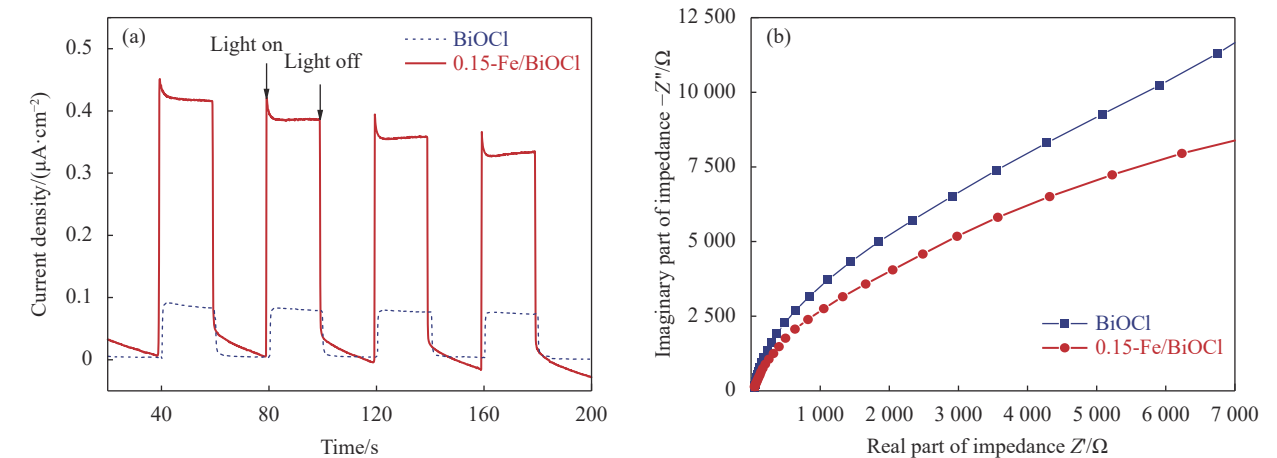 (a)
BiOCl
0.15-Fe/BiOCl
Light on
Light off
0.5
0.4
0.3
0.2
0.1
0
Current density/(μA·cm−2)
40
80
120
160
200
Time/s
(b)
12 500
10 000
7 500
5 000
2 500
0
Imaginary part of impedance −Z″/Ω
BiOCl
0.15-Fe/BiOCl
1 000
2 000
3 000
4 000
5 000
6 000
7 000
Real part of impedance Z′/Ω